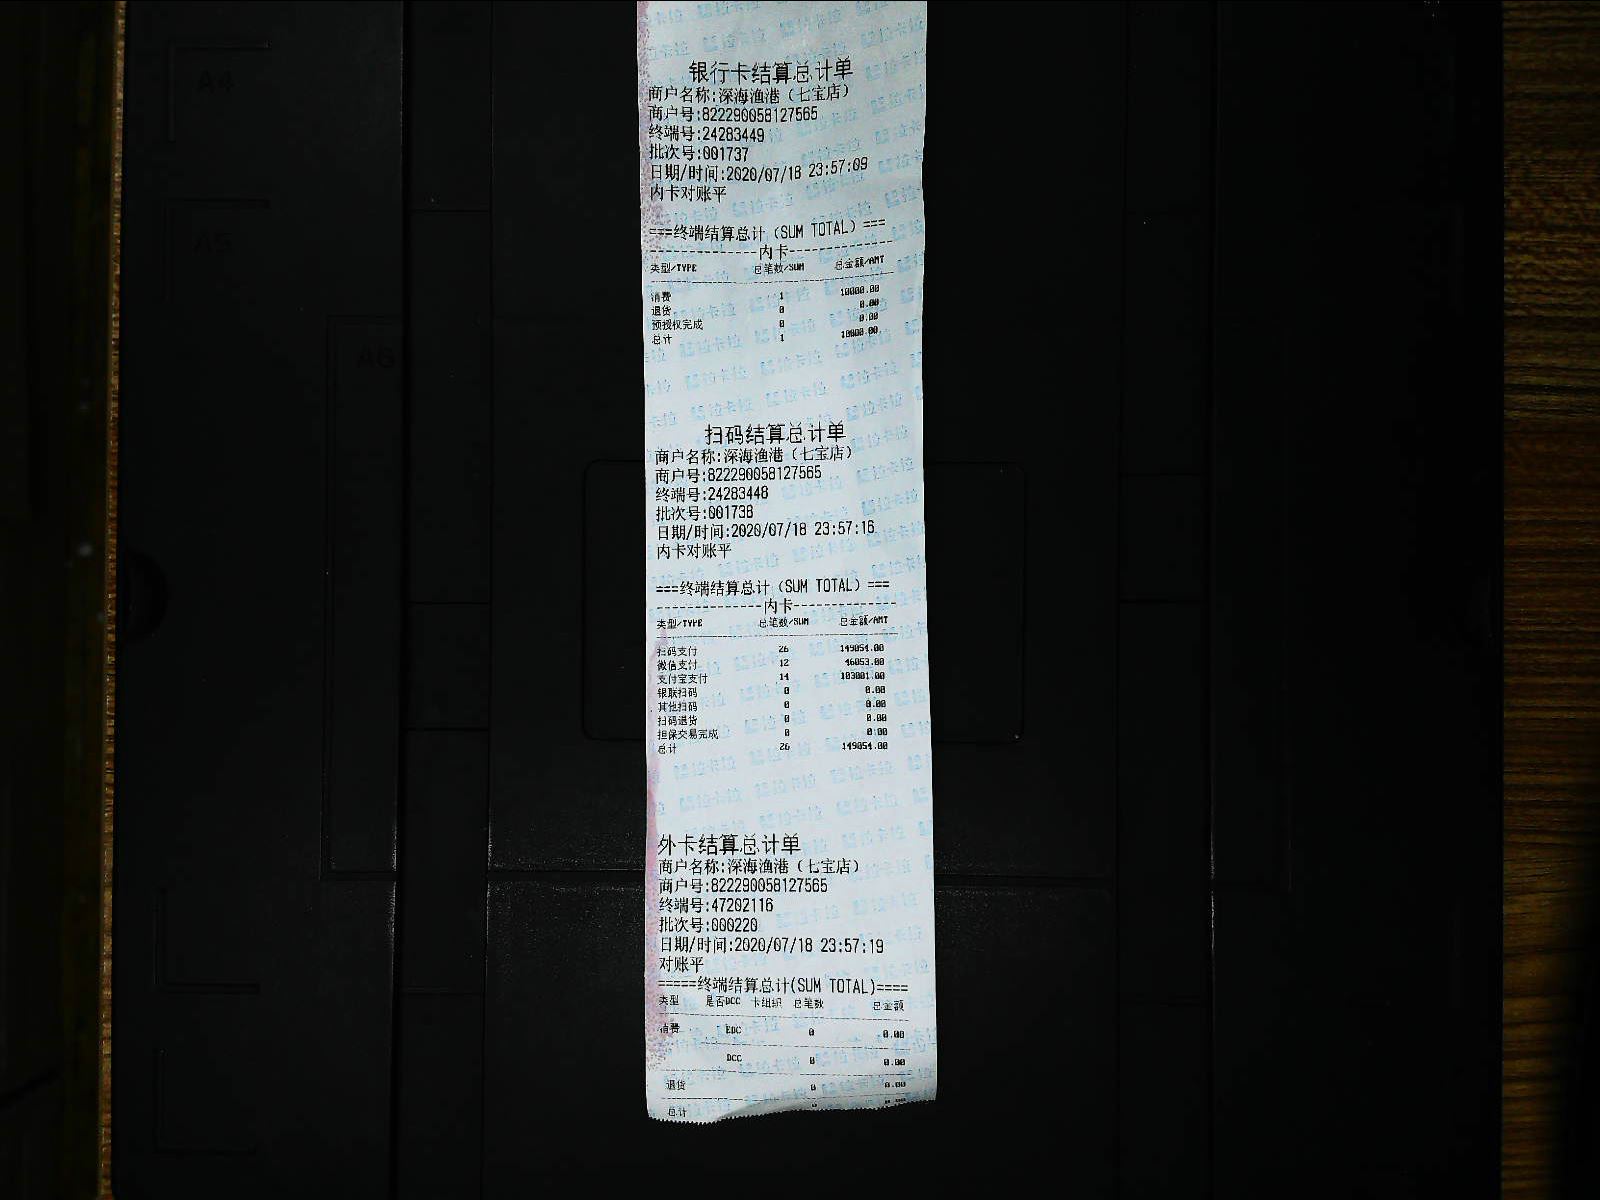 银行卡结算总计单
商户名称:深海渔港（七宝店）
商户号:822290058127565
终端号:24283449
批次号:001737
日期/时间:2020/07/18 23:57:09
内卡对账平
===终端结算总计（SUM TOTAL）===
--------------内卡--------------
类型/TYPE 总笔数/SUM 总金额/AMT
消费 1 10000.00
退货 0 0.00
预授权完成 0 0.00
总计 1 10000.00
扫码结算总计单
商户名称:深海渔港（七宝店）
商户号:822290058127565
终端号:24283448
批次号:001738
日期/时间:2020/07/18 23:57:16
内卡对账平
===终端结算总计（SUM TOTAL）===
--------------内卡--------------
类型/TYPE 总笔数/SUM 总金额/AMT
扫码支付 26 149054.00
微信支付 12 46053.00
支付宝支付 14 103001.00
银联扫码 0 0.00
其他扫码 0 0.00
扫码退货 0 0.00
担保交易完成 0 0.00
总计 26 149054.00
外卡结算总计单
商户名称:深海渔港（七宝店）
商户号:822290058127565
终端号:47202116
批次号:000220
日期/时间:2020/07/18 23:57:19
对账平
=====终端结算总计(SUM TOTAL)====
类型 是否DCC 卡组织 总笔数 总金额
消费 EDC 0 0.00
DCC 0 0.00
退货 0 0.00
总计 0 0.00
A4
A5
A6